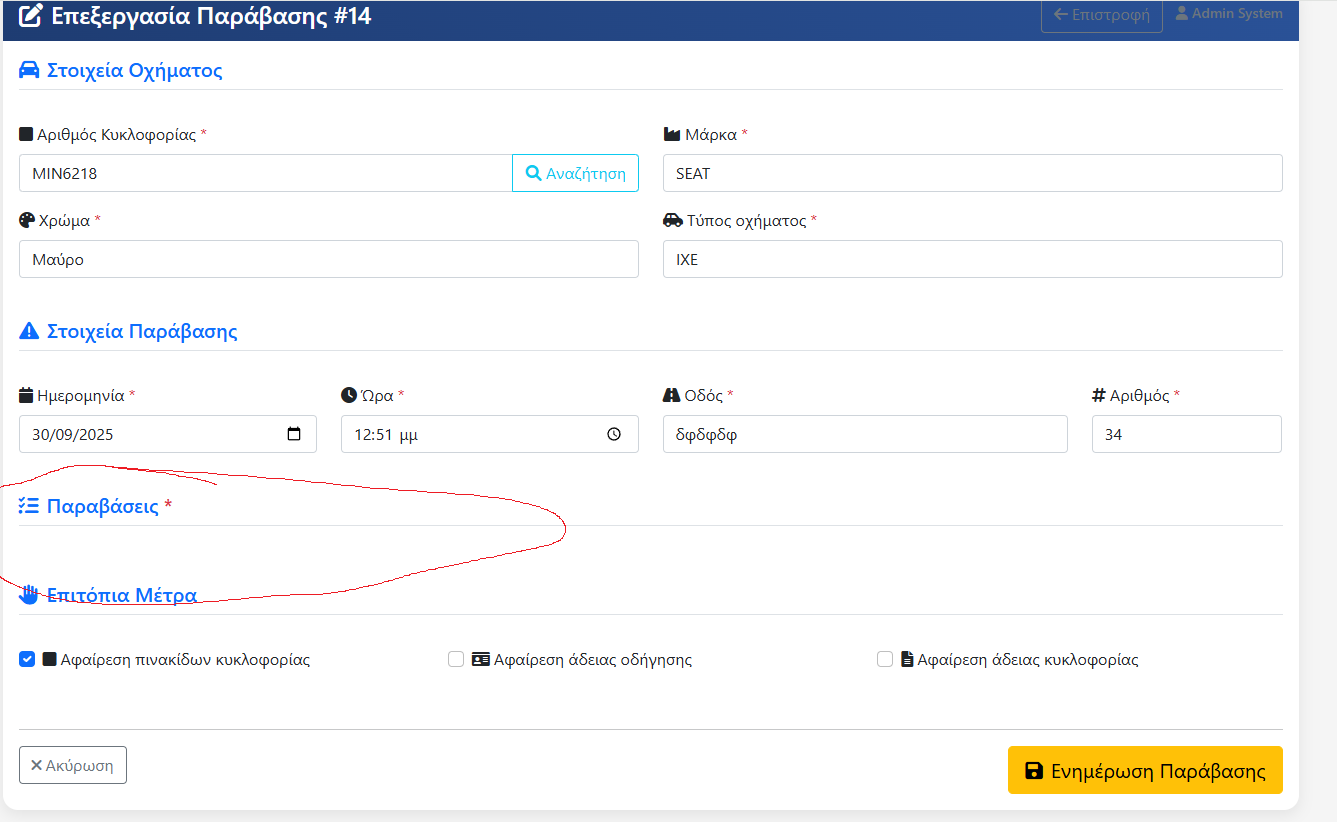 Επεξεργασία Παράβασης #14
Επιστροφή Admin System
Στοιχεία Οχήματος
Αριθμός Κυκλοφορίας * Μάρκα *
MIN6218 Αναζήτηση SEAT
Χρώμα * Τύπος οχήματος *
Μαύρο ΙΧΕ
Στοιχεία Παράβασης
Ημερομηνία * Ώρα * Οδός * # Αριθμός *
30/09/2025 12:51 μμ δφδφδφ 34
Παραβάσεις *
Επιτόπια Μέτρα
Αφαίρεση πινακίδων κυκλοφορίας Αφαίρεση άδειας οδήγησης Αφαίρεση άδειας κυκλοφορίας
Ακύρωση Ενημέρωση Παράβασης